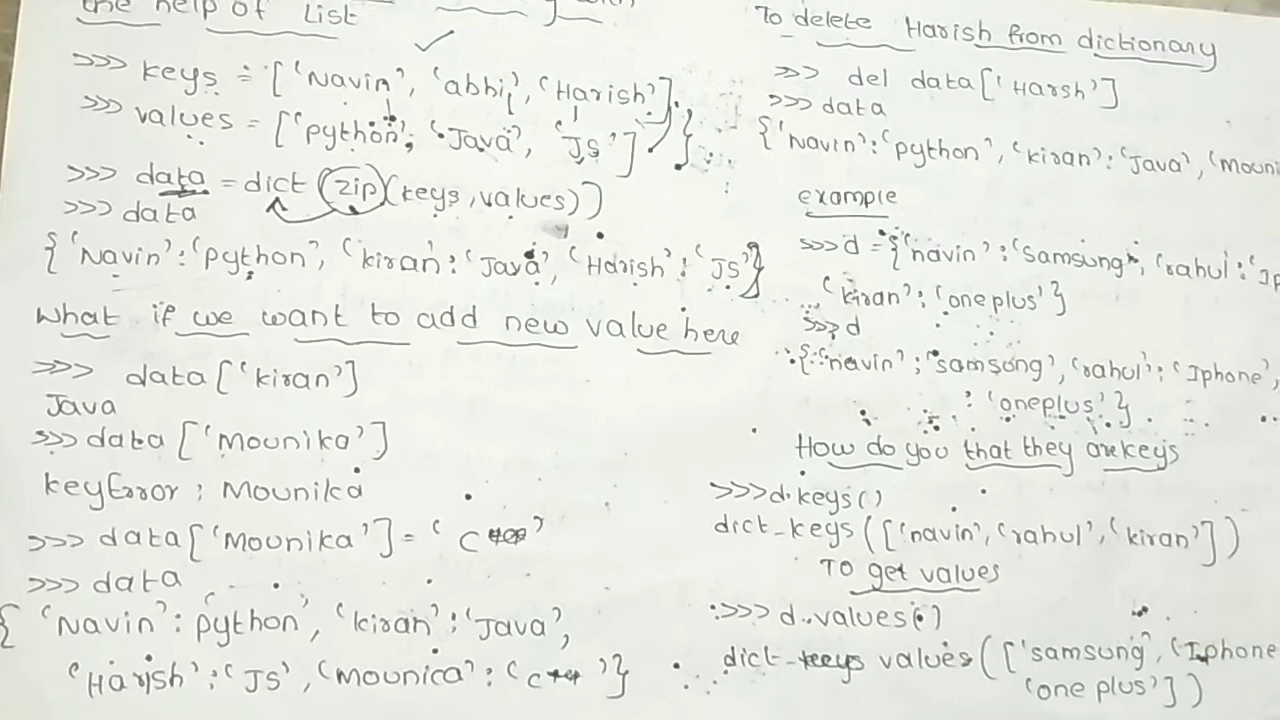 the help of List
>>> keys = ['Navin', 'abhi', 'Harish']
>>> values = ['python', 'Java', 'JS']
>>> data = dict (zip(keys, values))
>>> data
{'Navin': 'python', 'kiran': 'Java', 'Harish': 'JS'}
What if we want to add new value here
>>> data['kiran']
Java
>>> data ['Mounika']
keyError : Mounika
>>> data['Mounika'] = 'C++'
>>> data
{ 'Navin': python', 'kiran': 'Java',
'Harish': 'JS', 'Mounica': 'C++'}
To delete Harish from dictionary
>>> del data['Harsh']
>>> data
{'Navin': 'python', 'kiran': 'Java', 'Mouni
example
>>> d = {'navin': 'Samsung', 'rahul': 'Ip
'kiran': 'oneplus'}
>>> d
{'navin': 'samsong', 'rahul': 'Iphone',
: 'oneplus'}
How do you that they are keys
>>> d.keys()
dict_keys (['navin', 'rahul', 'kiran'])
To get values
>>> d.values()
dict_keys values (['samsung', 'Iphone
'one plus'])